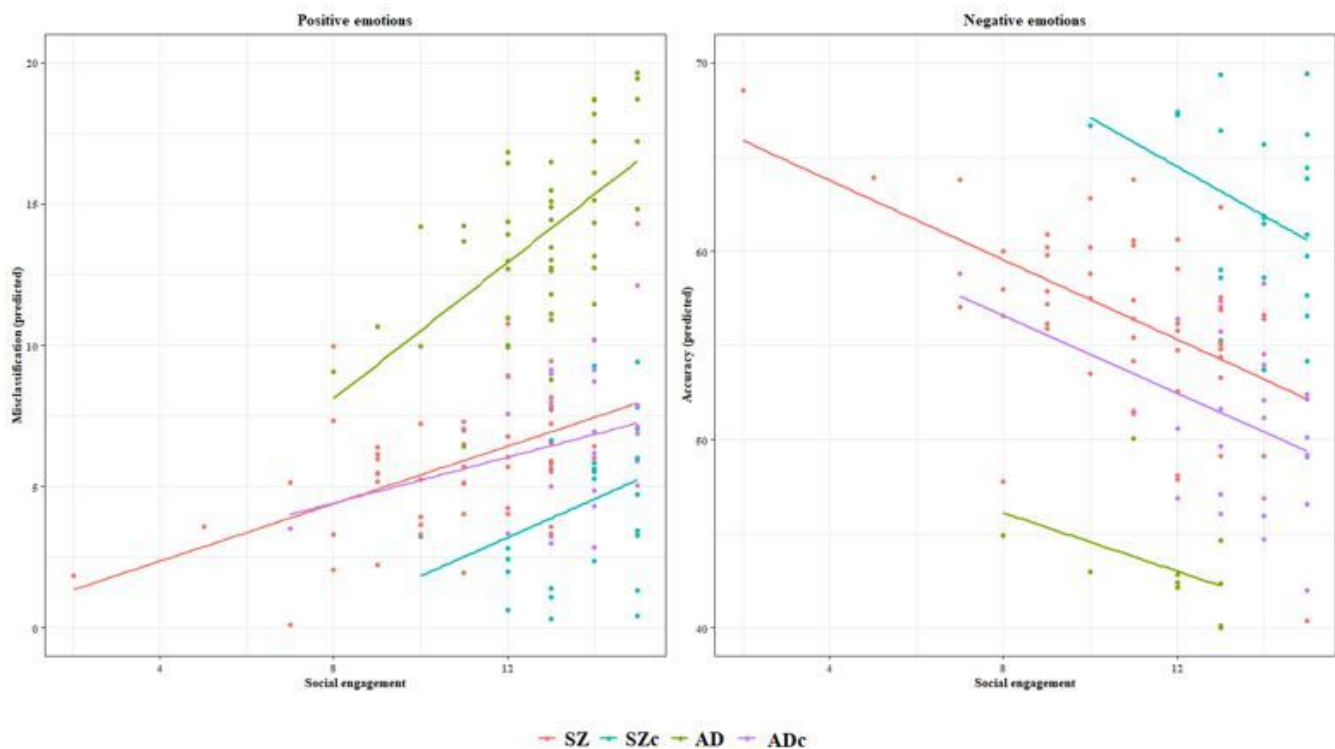 Positive emotions
Negative emotions
Misclassification (predicted)
20
15
10
5
0
4
8
12
Social engagement
Accuracy (predicted)
70
60
50
40
4
8
12
Social engagement
SZ SZc AD ADc